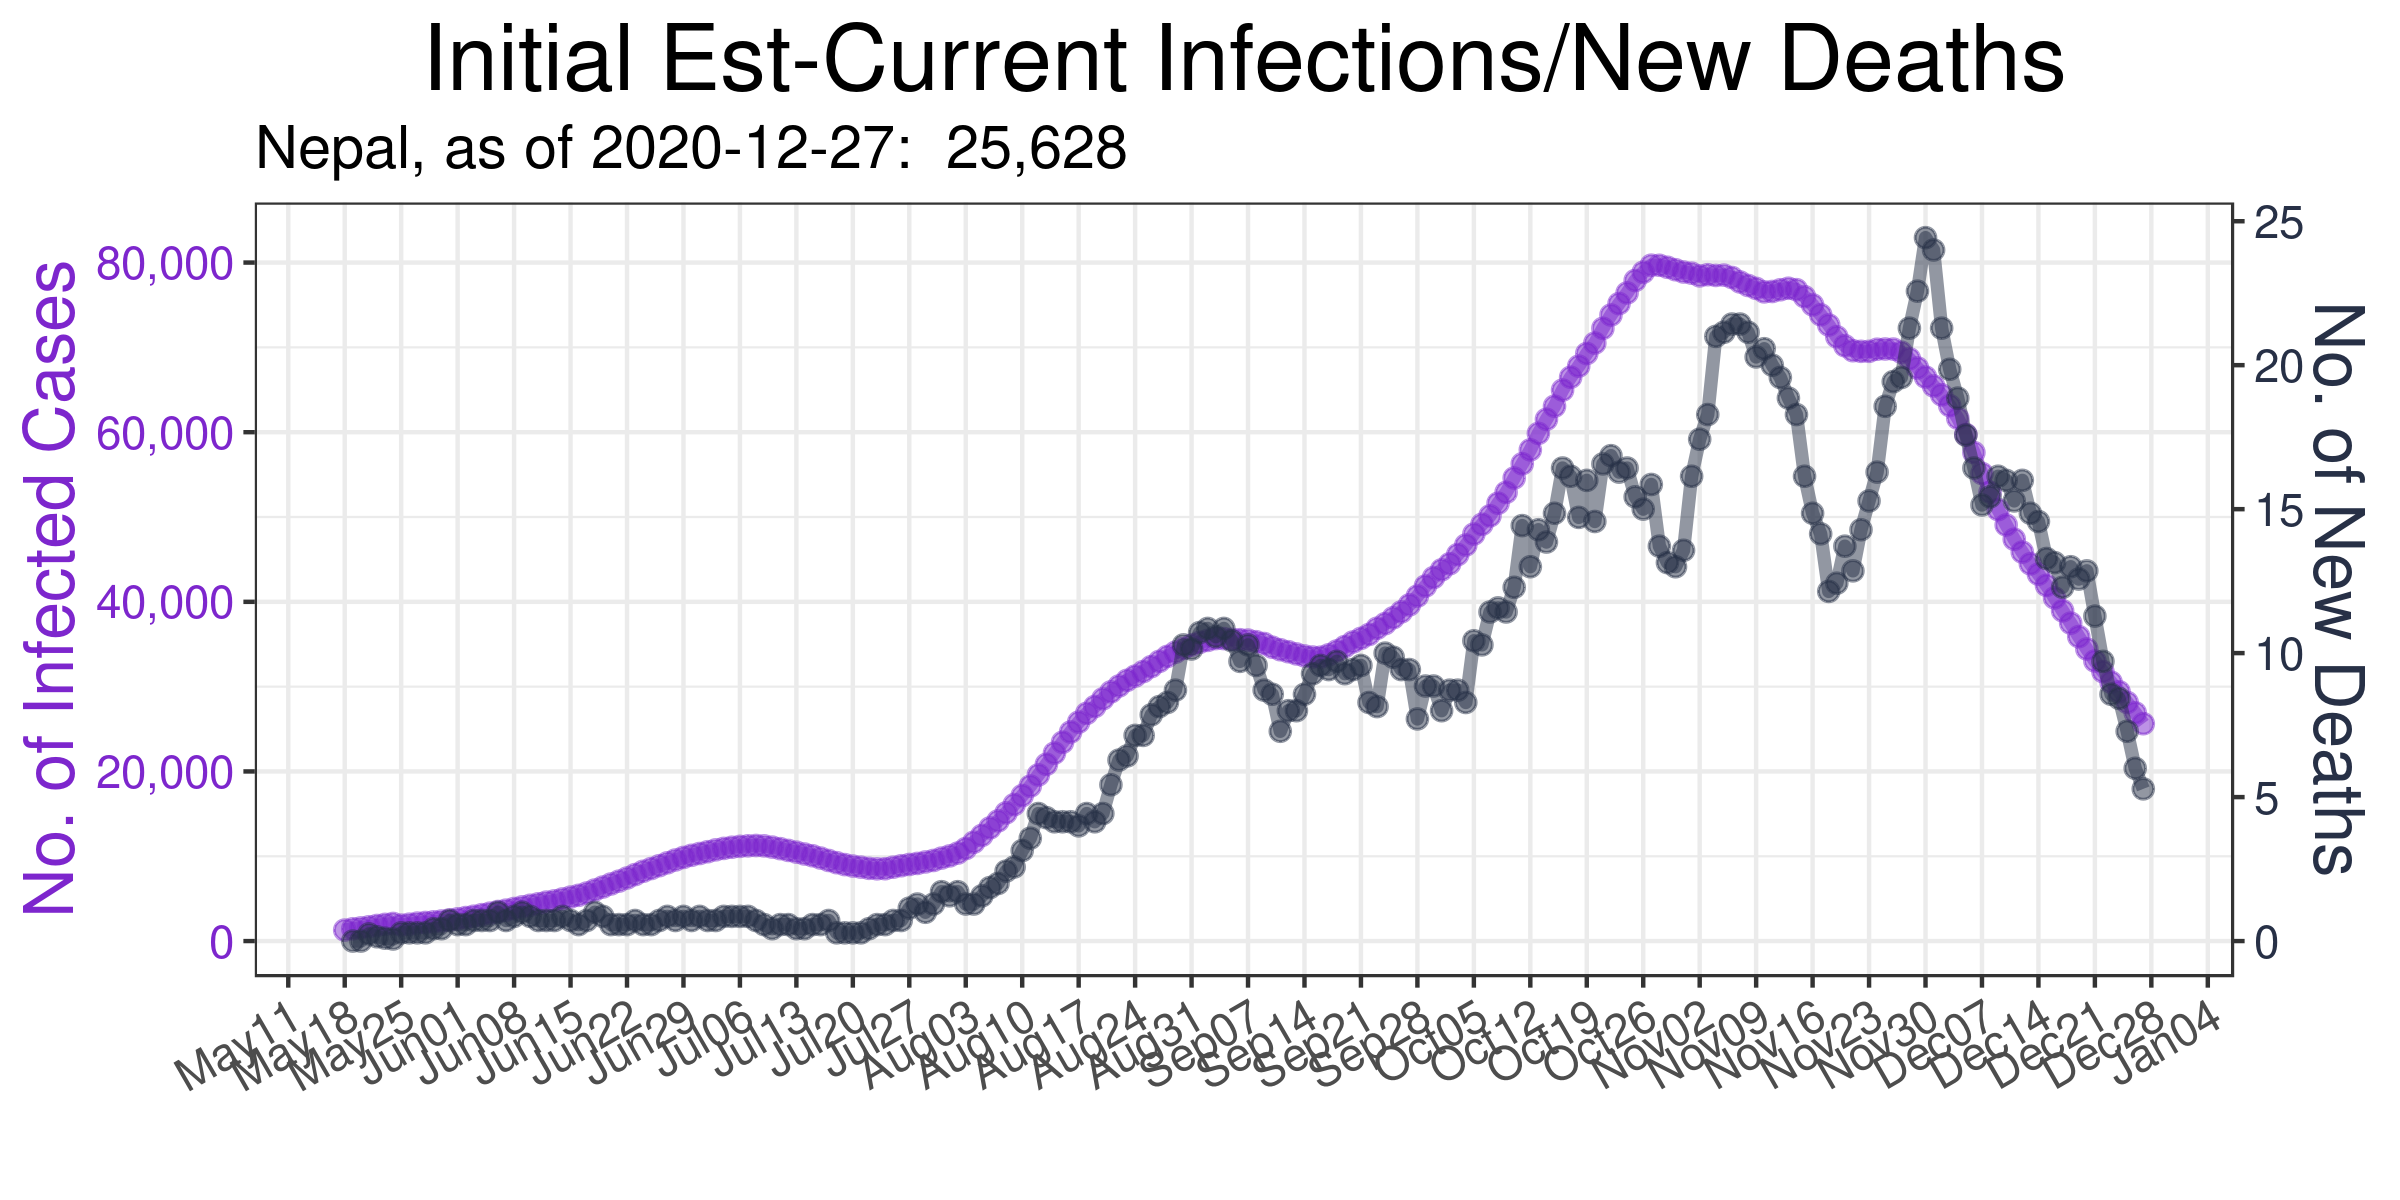 Initial Est-Current Infections/New Deaths
Nepal, as of 2020-12-27:  25,628
No. of Infected Cases
80,000
60,000
40,000
20,000
0
25
20
15
10
5
0
No. of New Deaths
May11
May18
May25
Jun01
Jun08
Jun15
Jun22
Jun29
Jul06
Jul13
Jul20
Jul27
Aug03
Aug10
Aug17
Aug24
Aug31
Sep07
Sep14
Sep21
Sep28
Oct05
Oct12
Oct19
Oct26
Nov02
Nov09
Nov16
Nov23
Nov30
Dec07
Dec14
Dec21
Dec28
Jan04